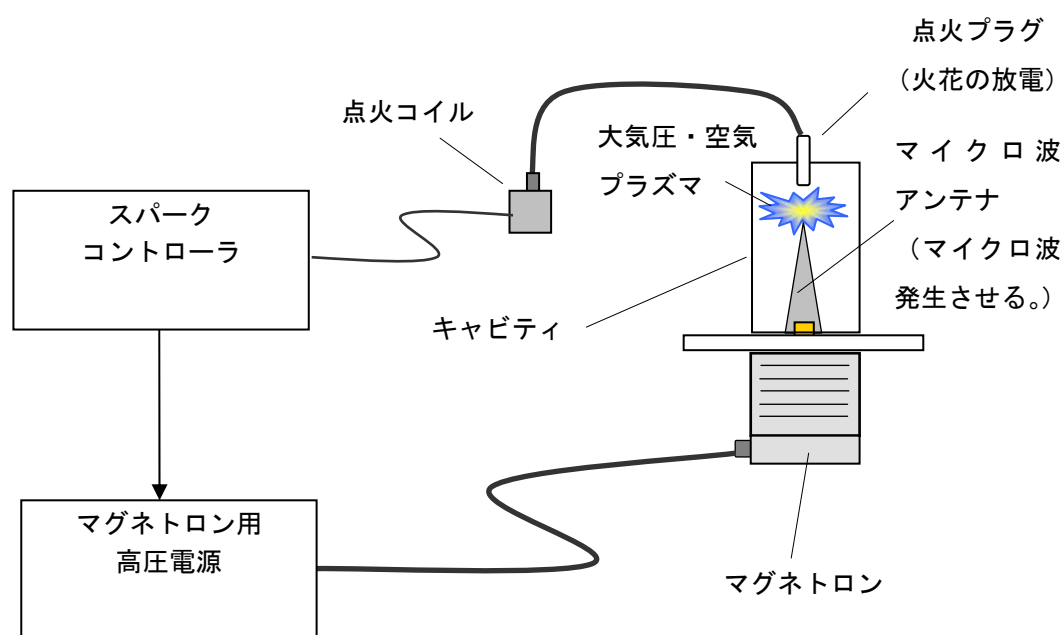 点火プラグ
（火花の放電）
点火コイル
大気圧・空気
プラズマ
マイクロ波
アンテナ
（マイクロ波
発生させる。）
スパーク
コントローラ
キャビティ
マグネトロン用
高圧電源
マグネトロン